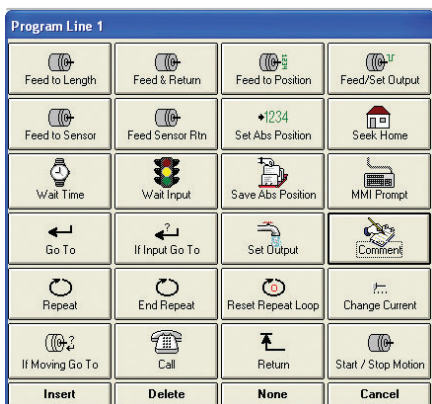 Program Line 1
Feed to Length Feed & Return Feed to Position Feed/Set Output
Feed to Sensor Feed Sensor Rtn +1234 Set Abs Position Seek Home
Wait Time Wait Input Save Abs Position MMI Prompt
Go To If Input Go To Set Output Comment
Repeat End Repeat Reset Repeat Loop Change Current
If Moving Go To Call Return Start / Stop Motion
Insert Delete None Cancel